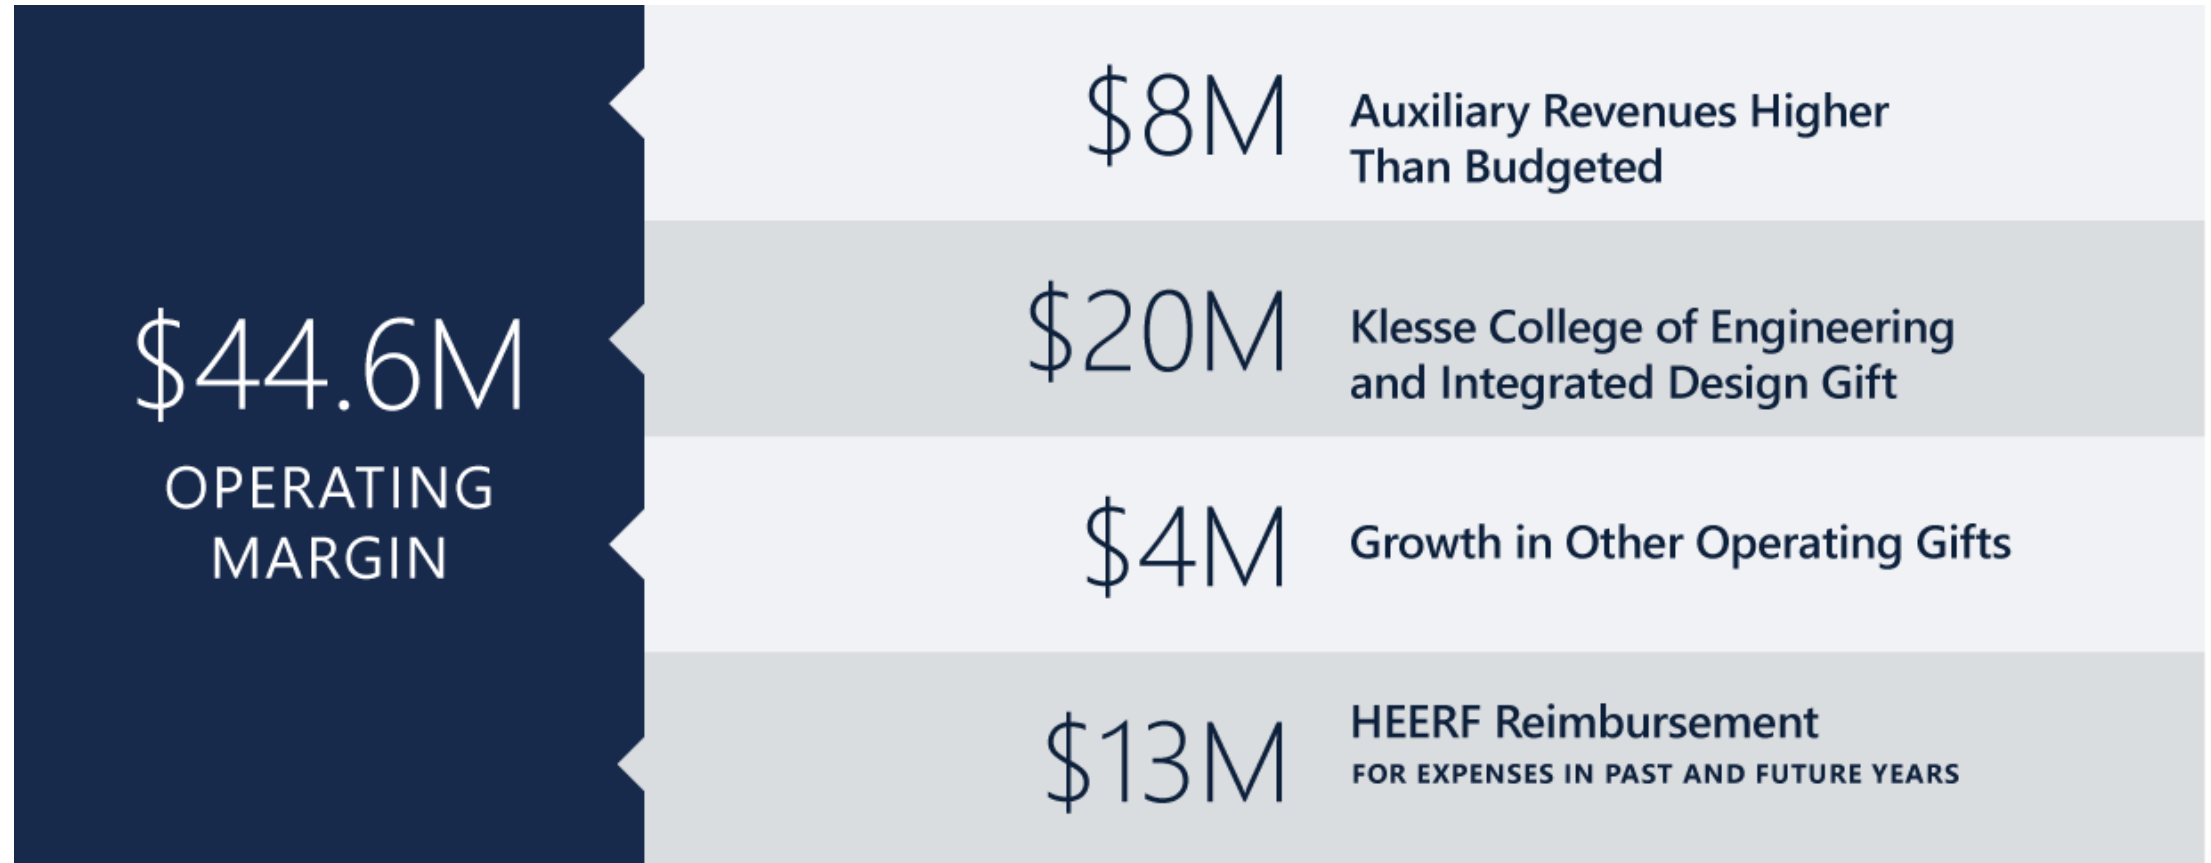 $44.6M
OPERATING
MARGIN
$8M
Auxiliary Revenues Higher
Than Budgeted
$20M
Klesse College of Engineering
and Integrated Design Gift
$4M
Growth in Other Operating Gifts
$13M
HEERF Reimbursement
FOR EXPENSES IN PAST AND FUTURE YEARS